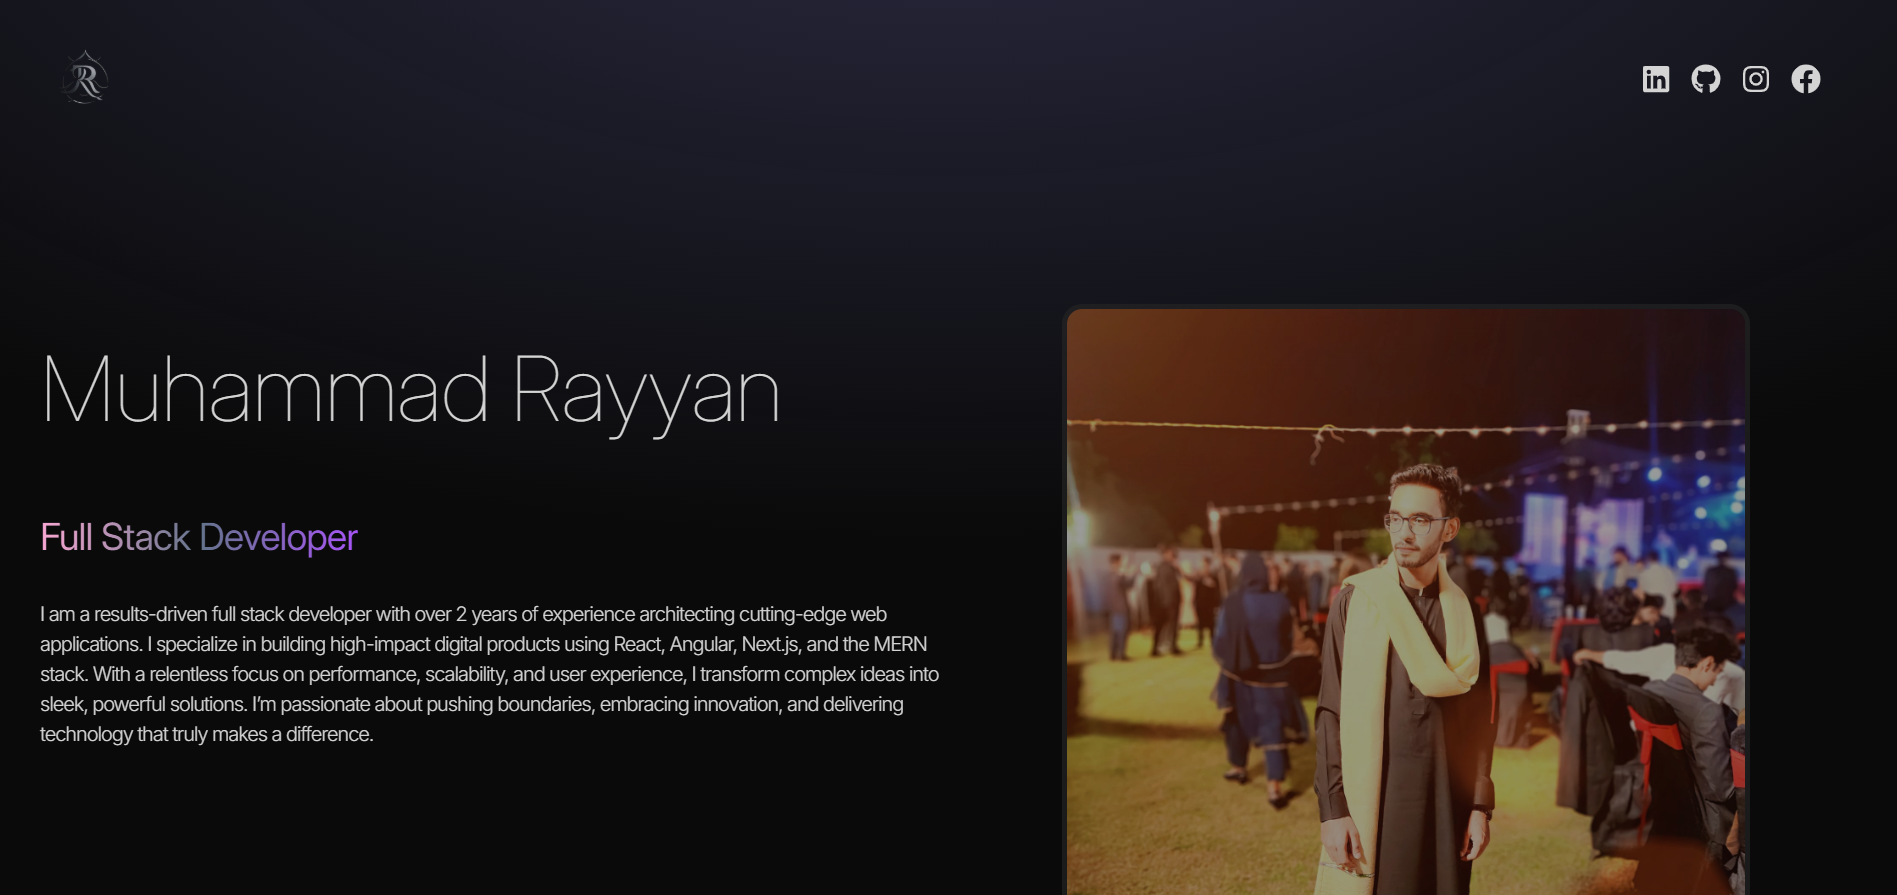 R
Muhammad Rayyan
Full Stack Developer
I am a results-driven full stack developer with over 2 years of experience architecting cutting-edge web
applications. I specialize in building high-impact digital products using React, Angular, Next.js, and the MERN
stack. With a relentless focus on performance, scalability, and user experience, I transform complex ideas into
sleek, powerful solutions. I’m passionate about pushing boundaries, embracing innovation, and delivering
technology that truly makes a difference.